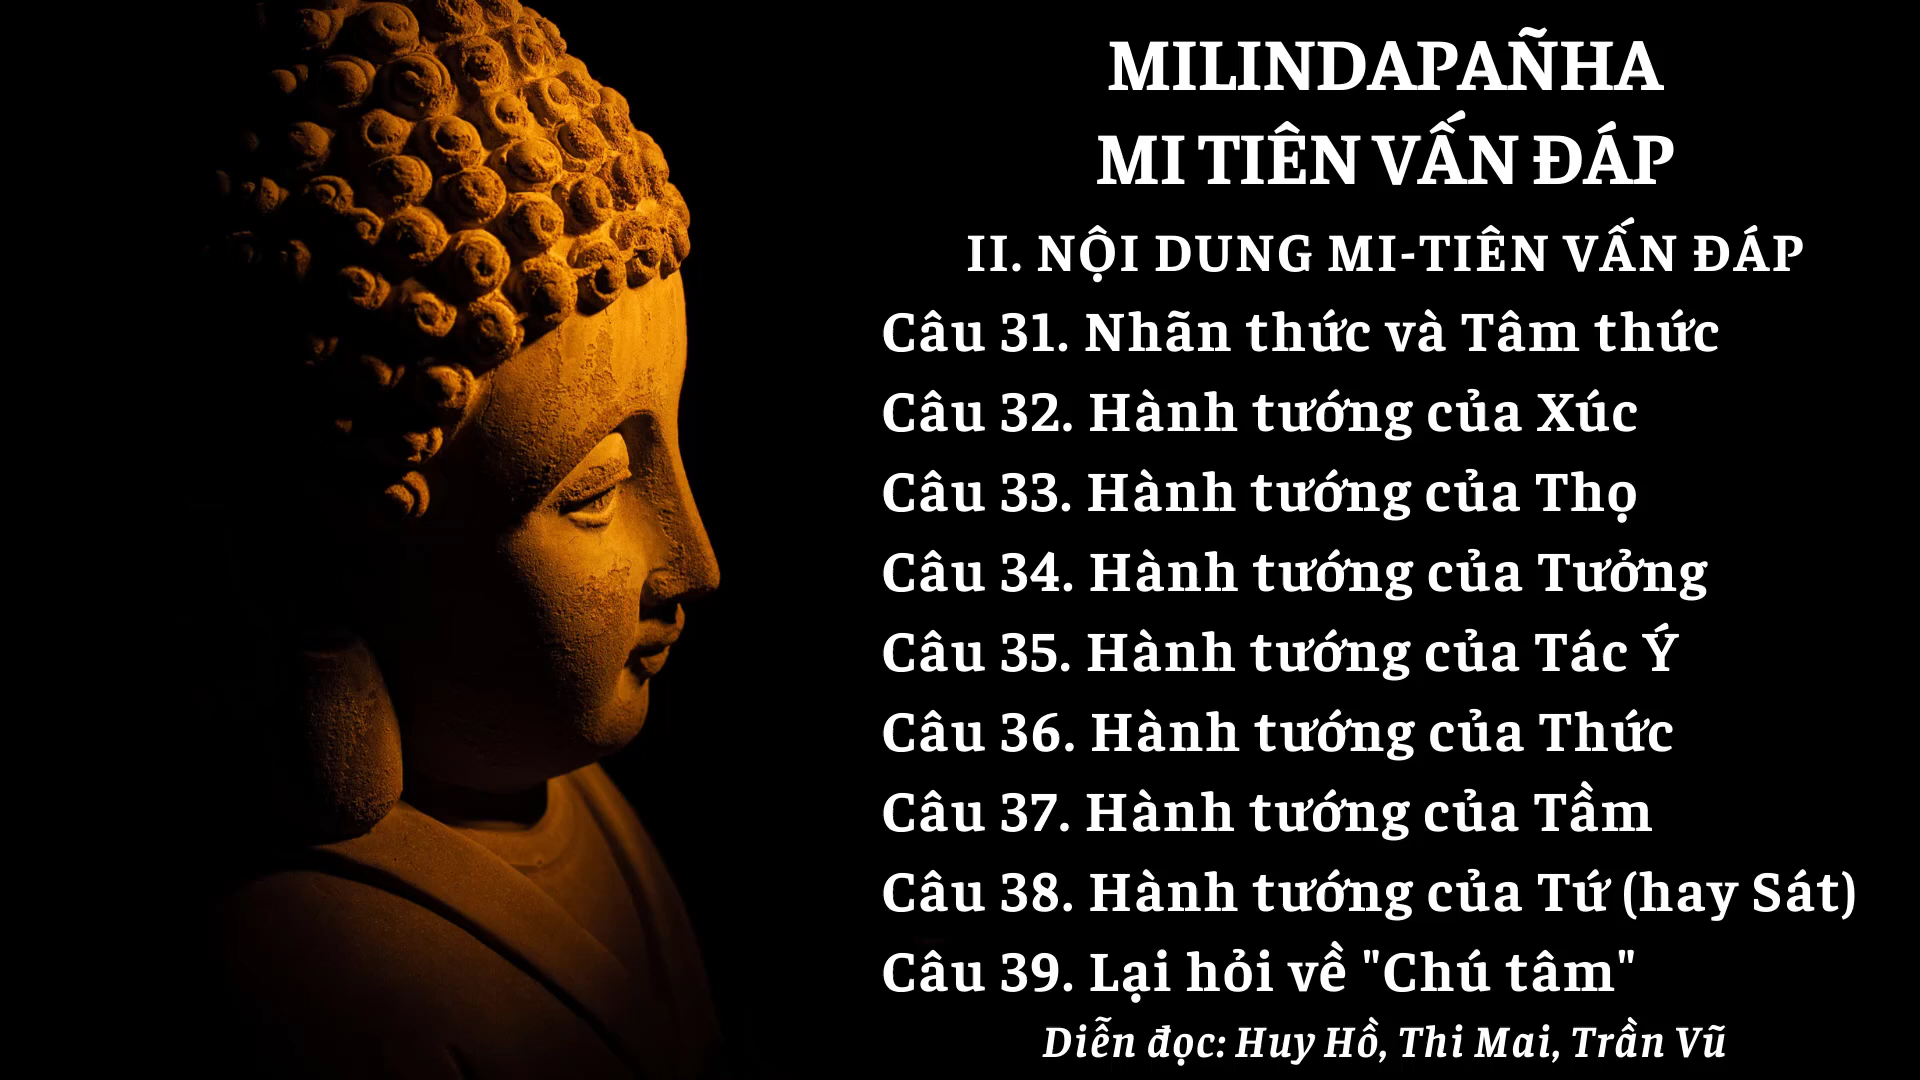 MILINDAPAÑHA
MI TIÊN VẤN ĐÁP
II. NỘI DUNG MI-TIÊN VẤN ĐÁP
Câu 31. Nhãn thức và Tâm thức
Câu 32. Hành tướng của Xúc
Câu 33. Hành tướng của Thọ
Câu 34. Hành tướng của Tưởng
Câu 35. Hành tướng của Tác Ý
Câu 36. Hành tướng của Thức
Câu 37. Hành tướng của Tầm
Câu 38. Hành tướng của Tứ (hay Sát)
Câu 39. Lại hỏi về "Chú tâm"
Diễn đọc: Huy Hồ, Thi Mai, Trần Vũ